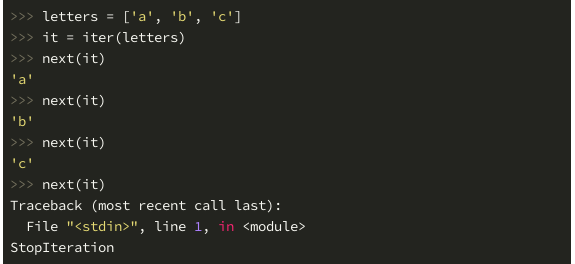 >>> letters = ['a', 'b', 'c']
>>> it = iter(letters)
>>> next(it)
'a'
>>> next(it)
'b'
>>> next(it)
'c'
>>> next(it)
Traceback (most recent call last):
  File "<stdin>", line 1, in <module>
StopIteration